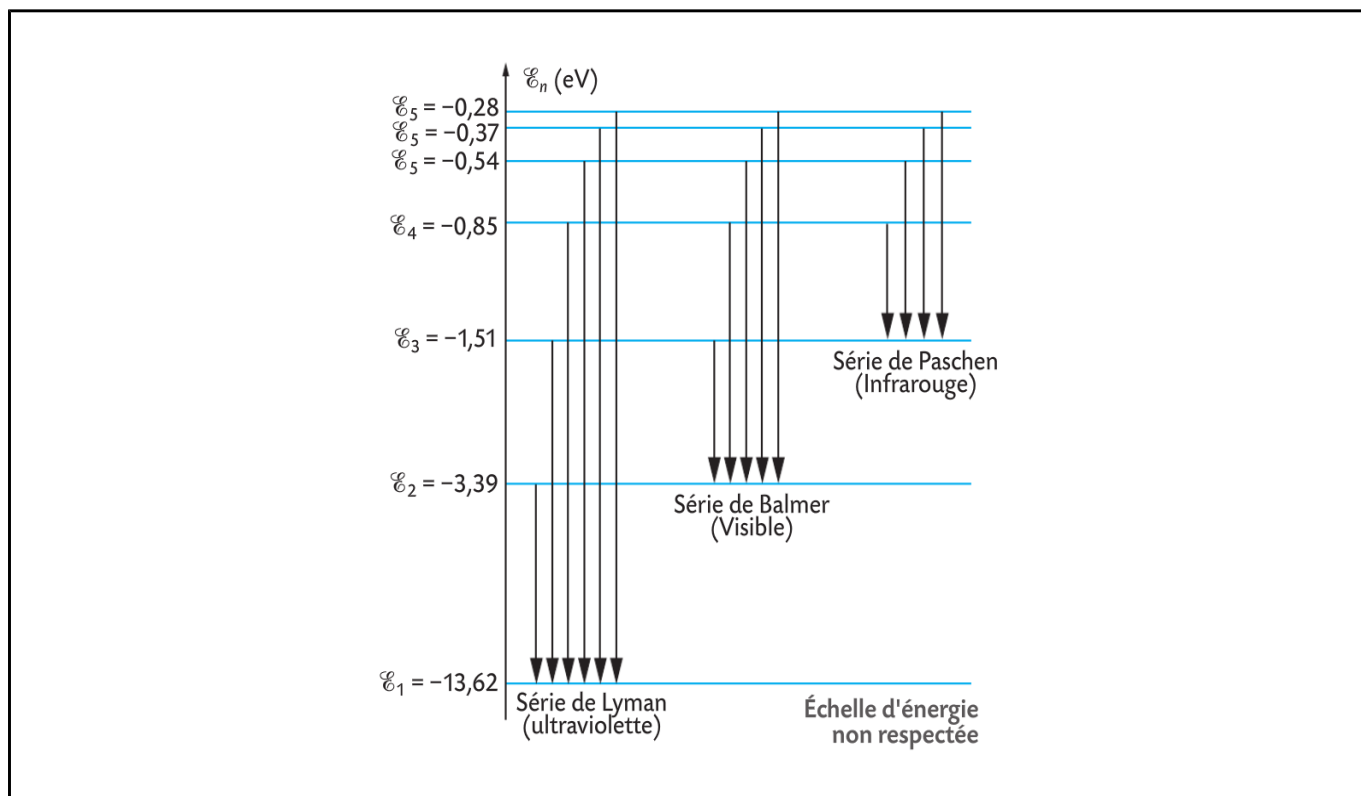 ℰn (eV)
ℰ5 = −0,28
ℰ5 = −0,37
ℰ5 = −0,54
ℰ4 = −0,85
ℰ3 = −1,51
Série de Paschen
(Infrarouge)
ℰ2 = −3,39
Série de Balmer
(Visible)
ℰ1 = −13,62
Série de Lyman
(ultraviolette)
Échelle d'énergie
non respectée